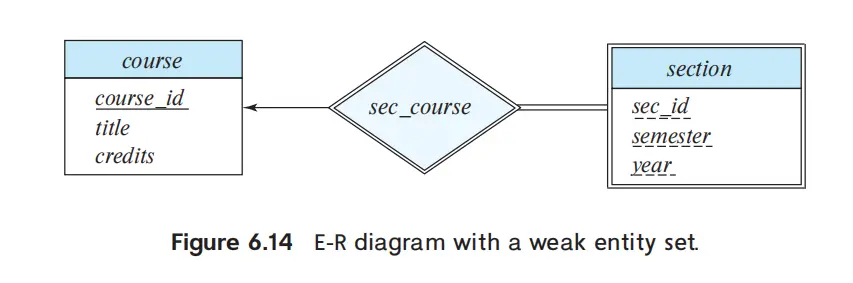 course
course_id
title
credits
sec_course
section
sec_id
semester
year
Figure 6.14 E-R diagram with a weak entity set.